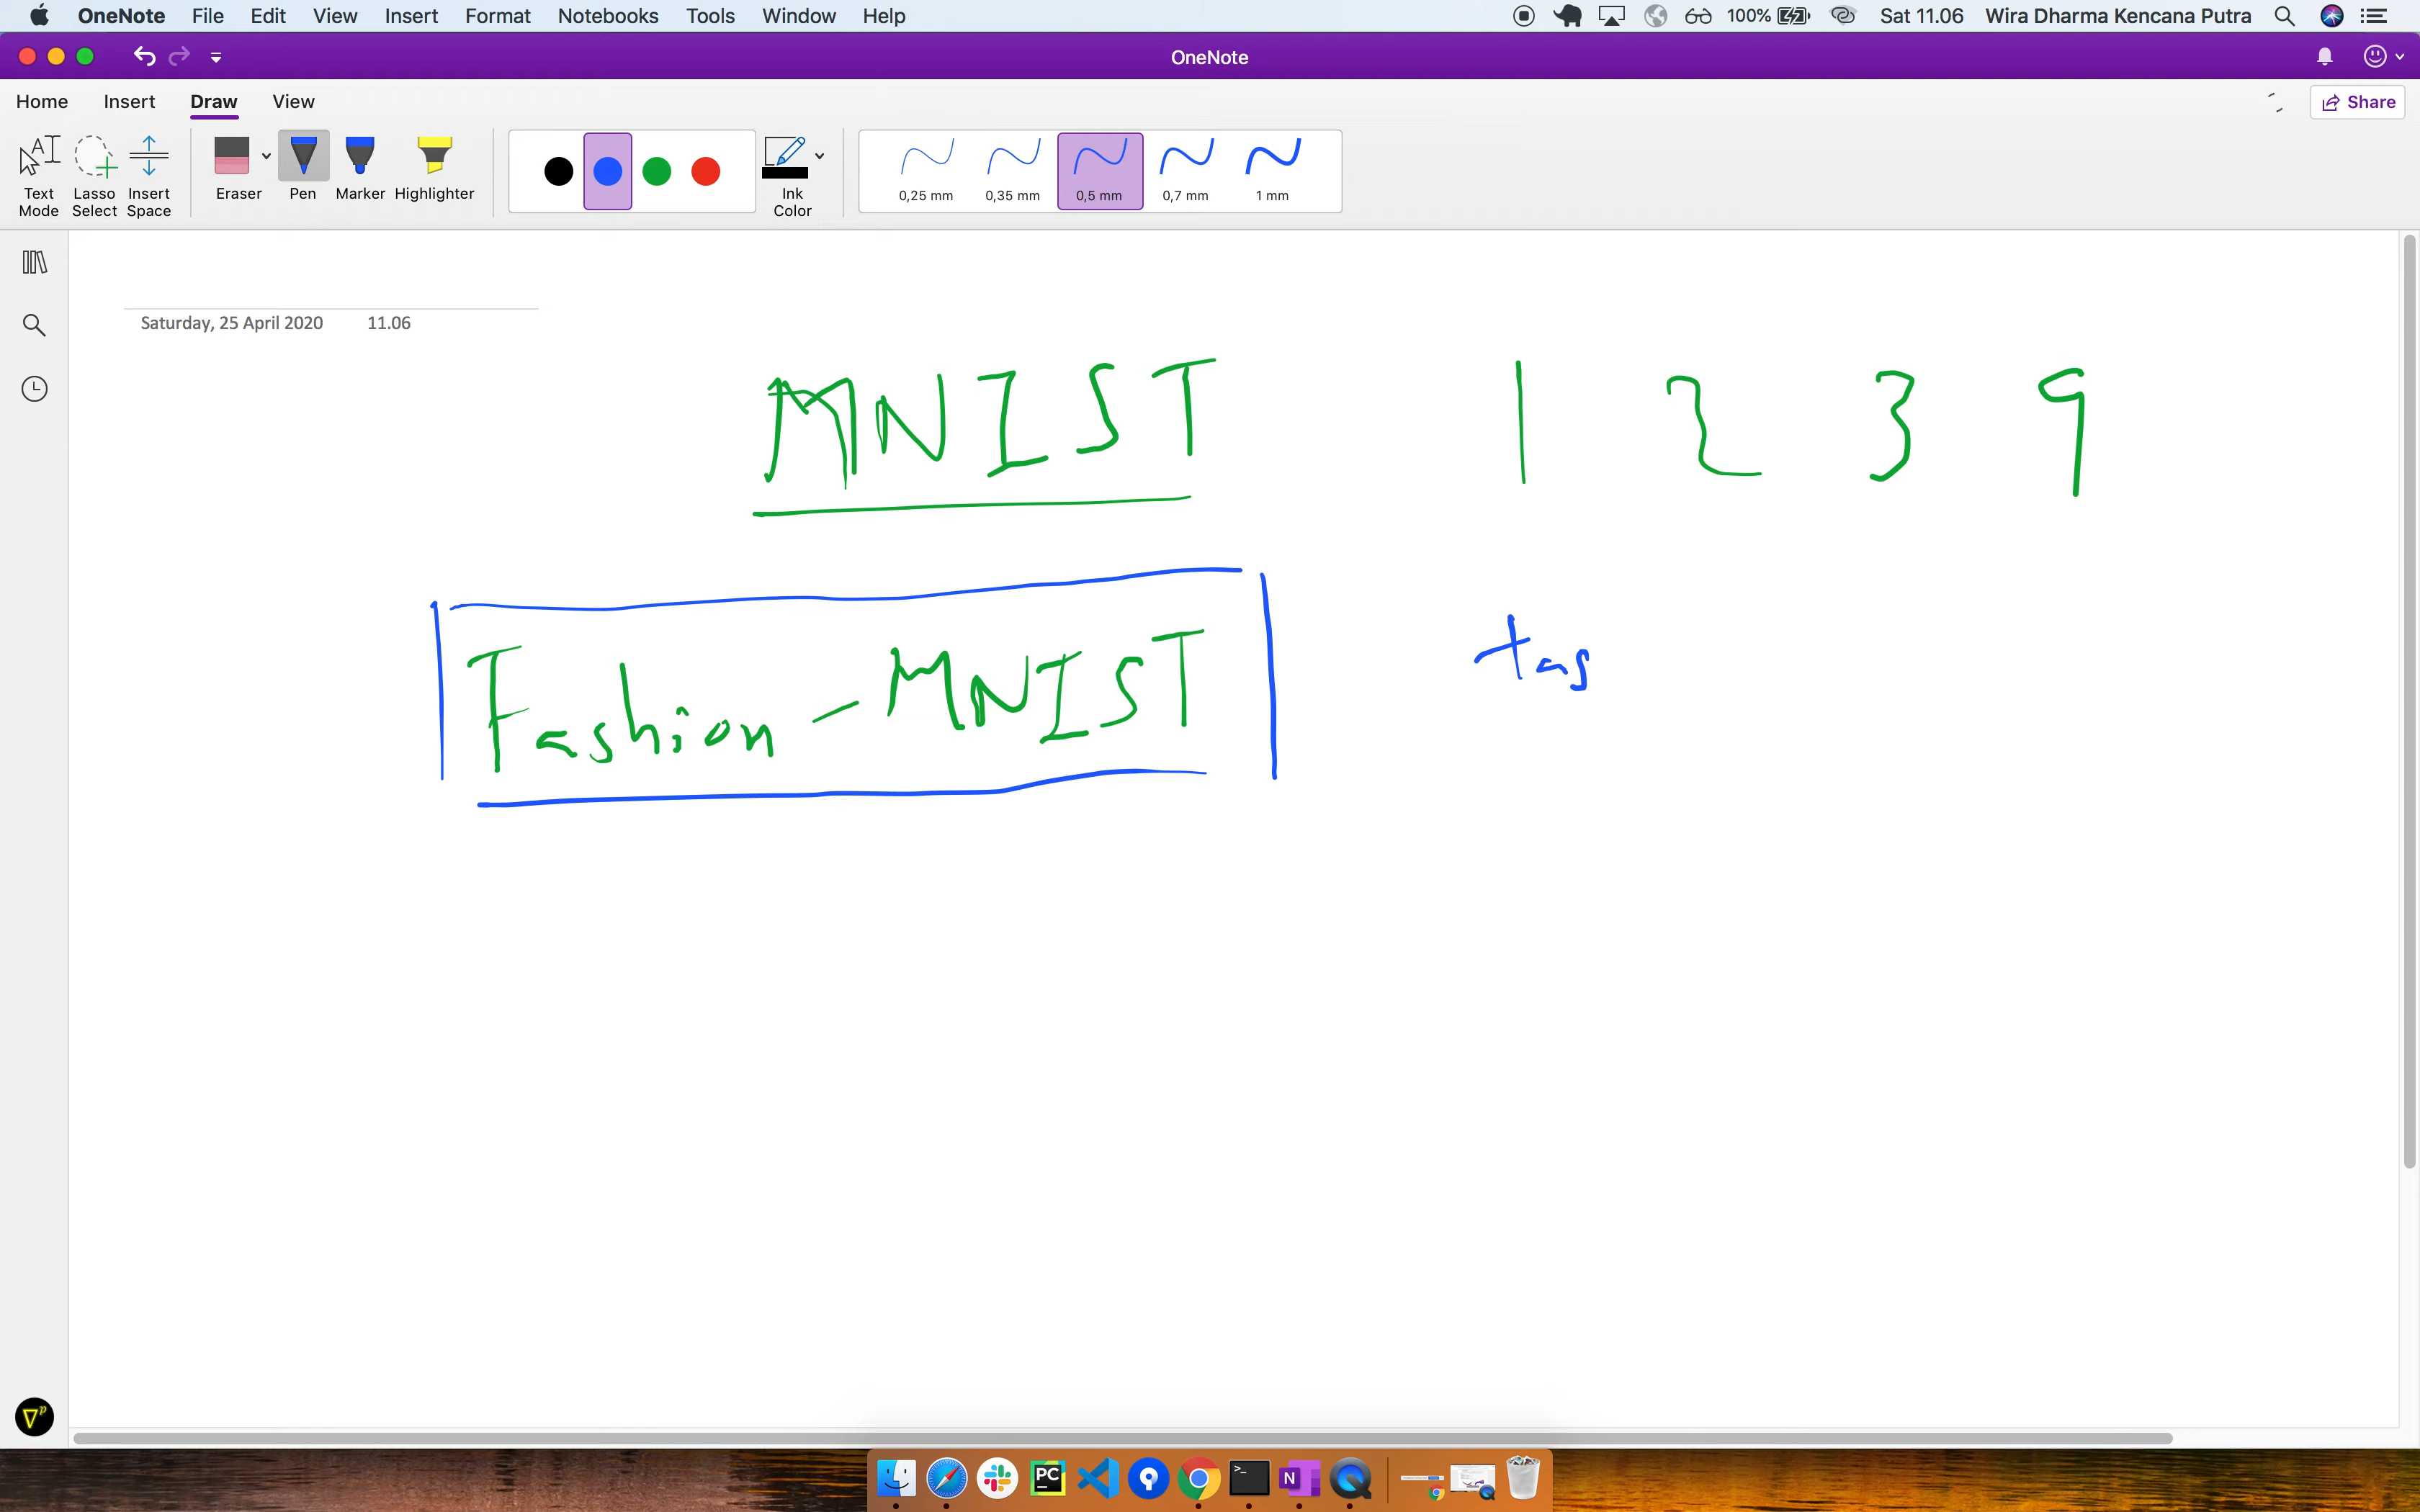 OneNote File Edit View Insert Format Notebooks Tools Window Help 100% Sat 11.06 Wira Dharma Kencana Putra
OneNote
Home Insert Draw View Share
Text Mode Lasso Select Insert Space Eraser Pen Marker Highlighter Ink Color 0,25 mm 0,35 mm 0,5 mm 0,7 mm 1 mm
Saturday, 25 April 2020 11.06
MNIST 1 2 3 9
Fashion - MNIST tas
PC
N